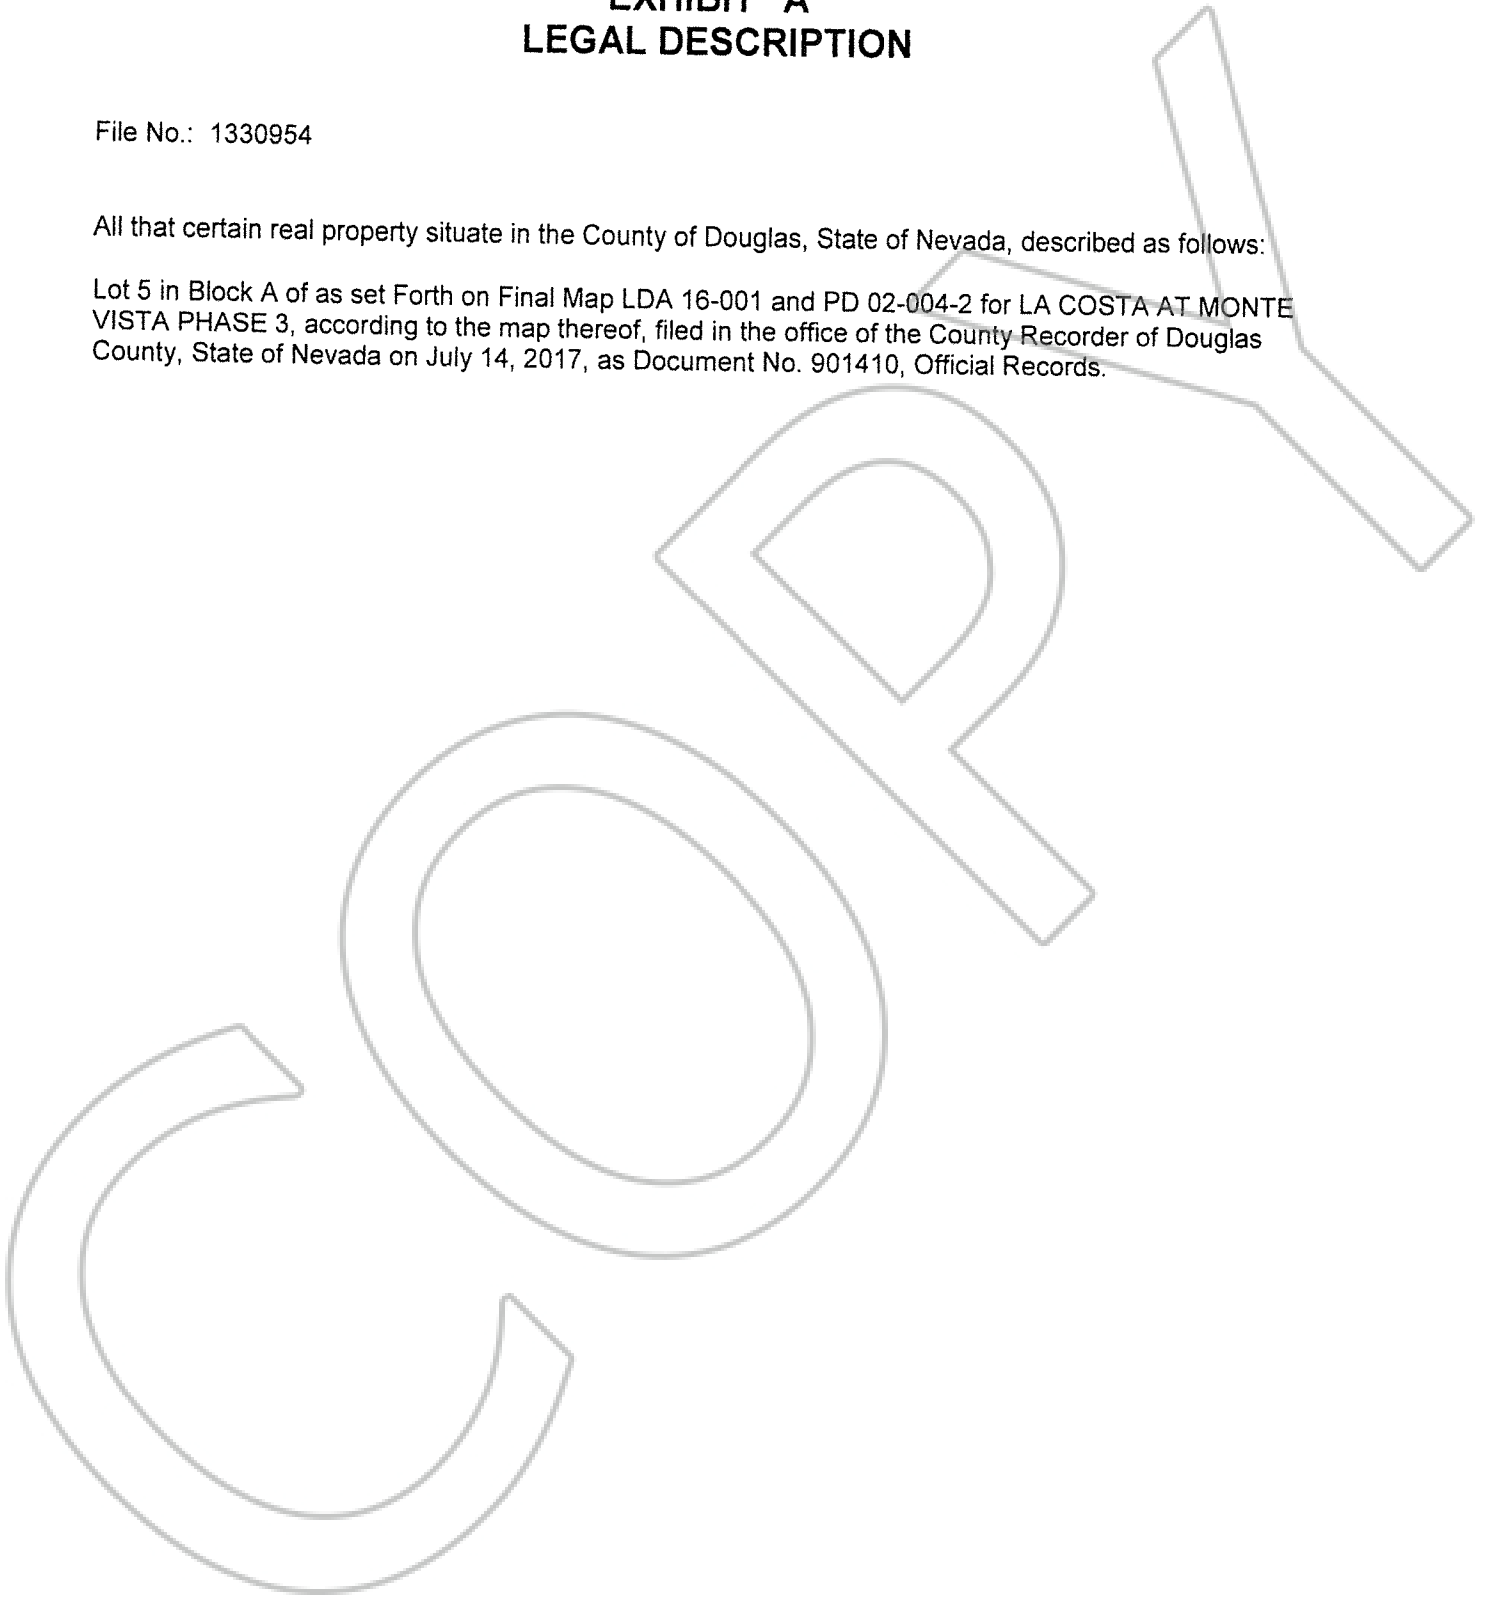 EXHIBIT "A
LEGAL DESCRIPTION
File No.: 1330954
All that certain real property situate in the County of Douglas, State of Nevada, described as follows:
Lot 5 in Block A of as set Forth on Final Map LDA 16-001 and PD 02-004-2 for LA COSTA AT MONTE
VISTA PHASE 3, according to the map thereof, filed in the office of the County Recorder of Douglas
County, State of Nevada on July 14, 2017, as Document No. 901410, Official Records.
COPY